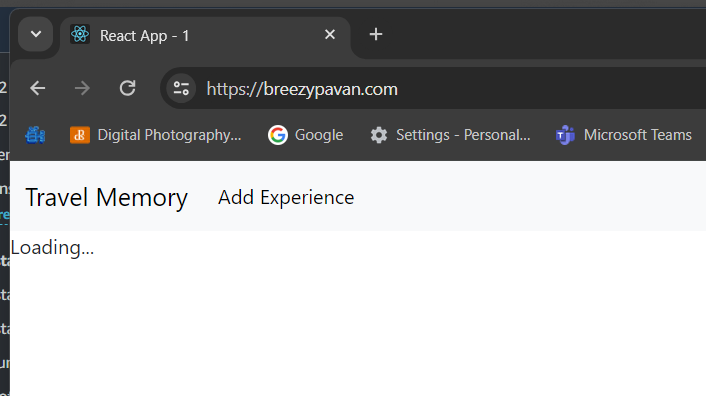 React App - 1
https://breezypavan.com
Digital Photography... Google Settings - Personal... Microsoft Teams
Travel Memory Add Experience
Loading...